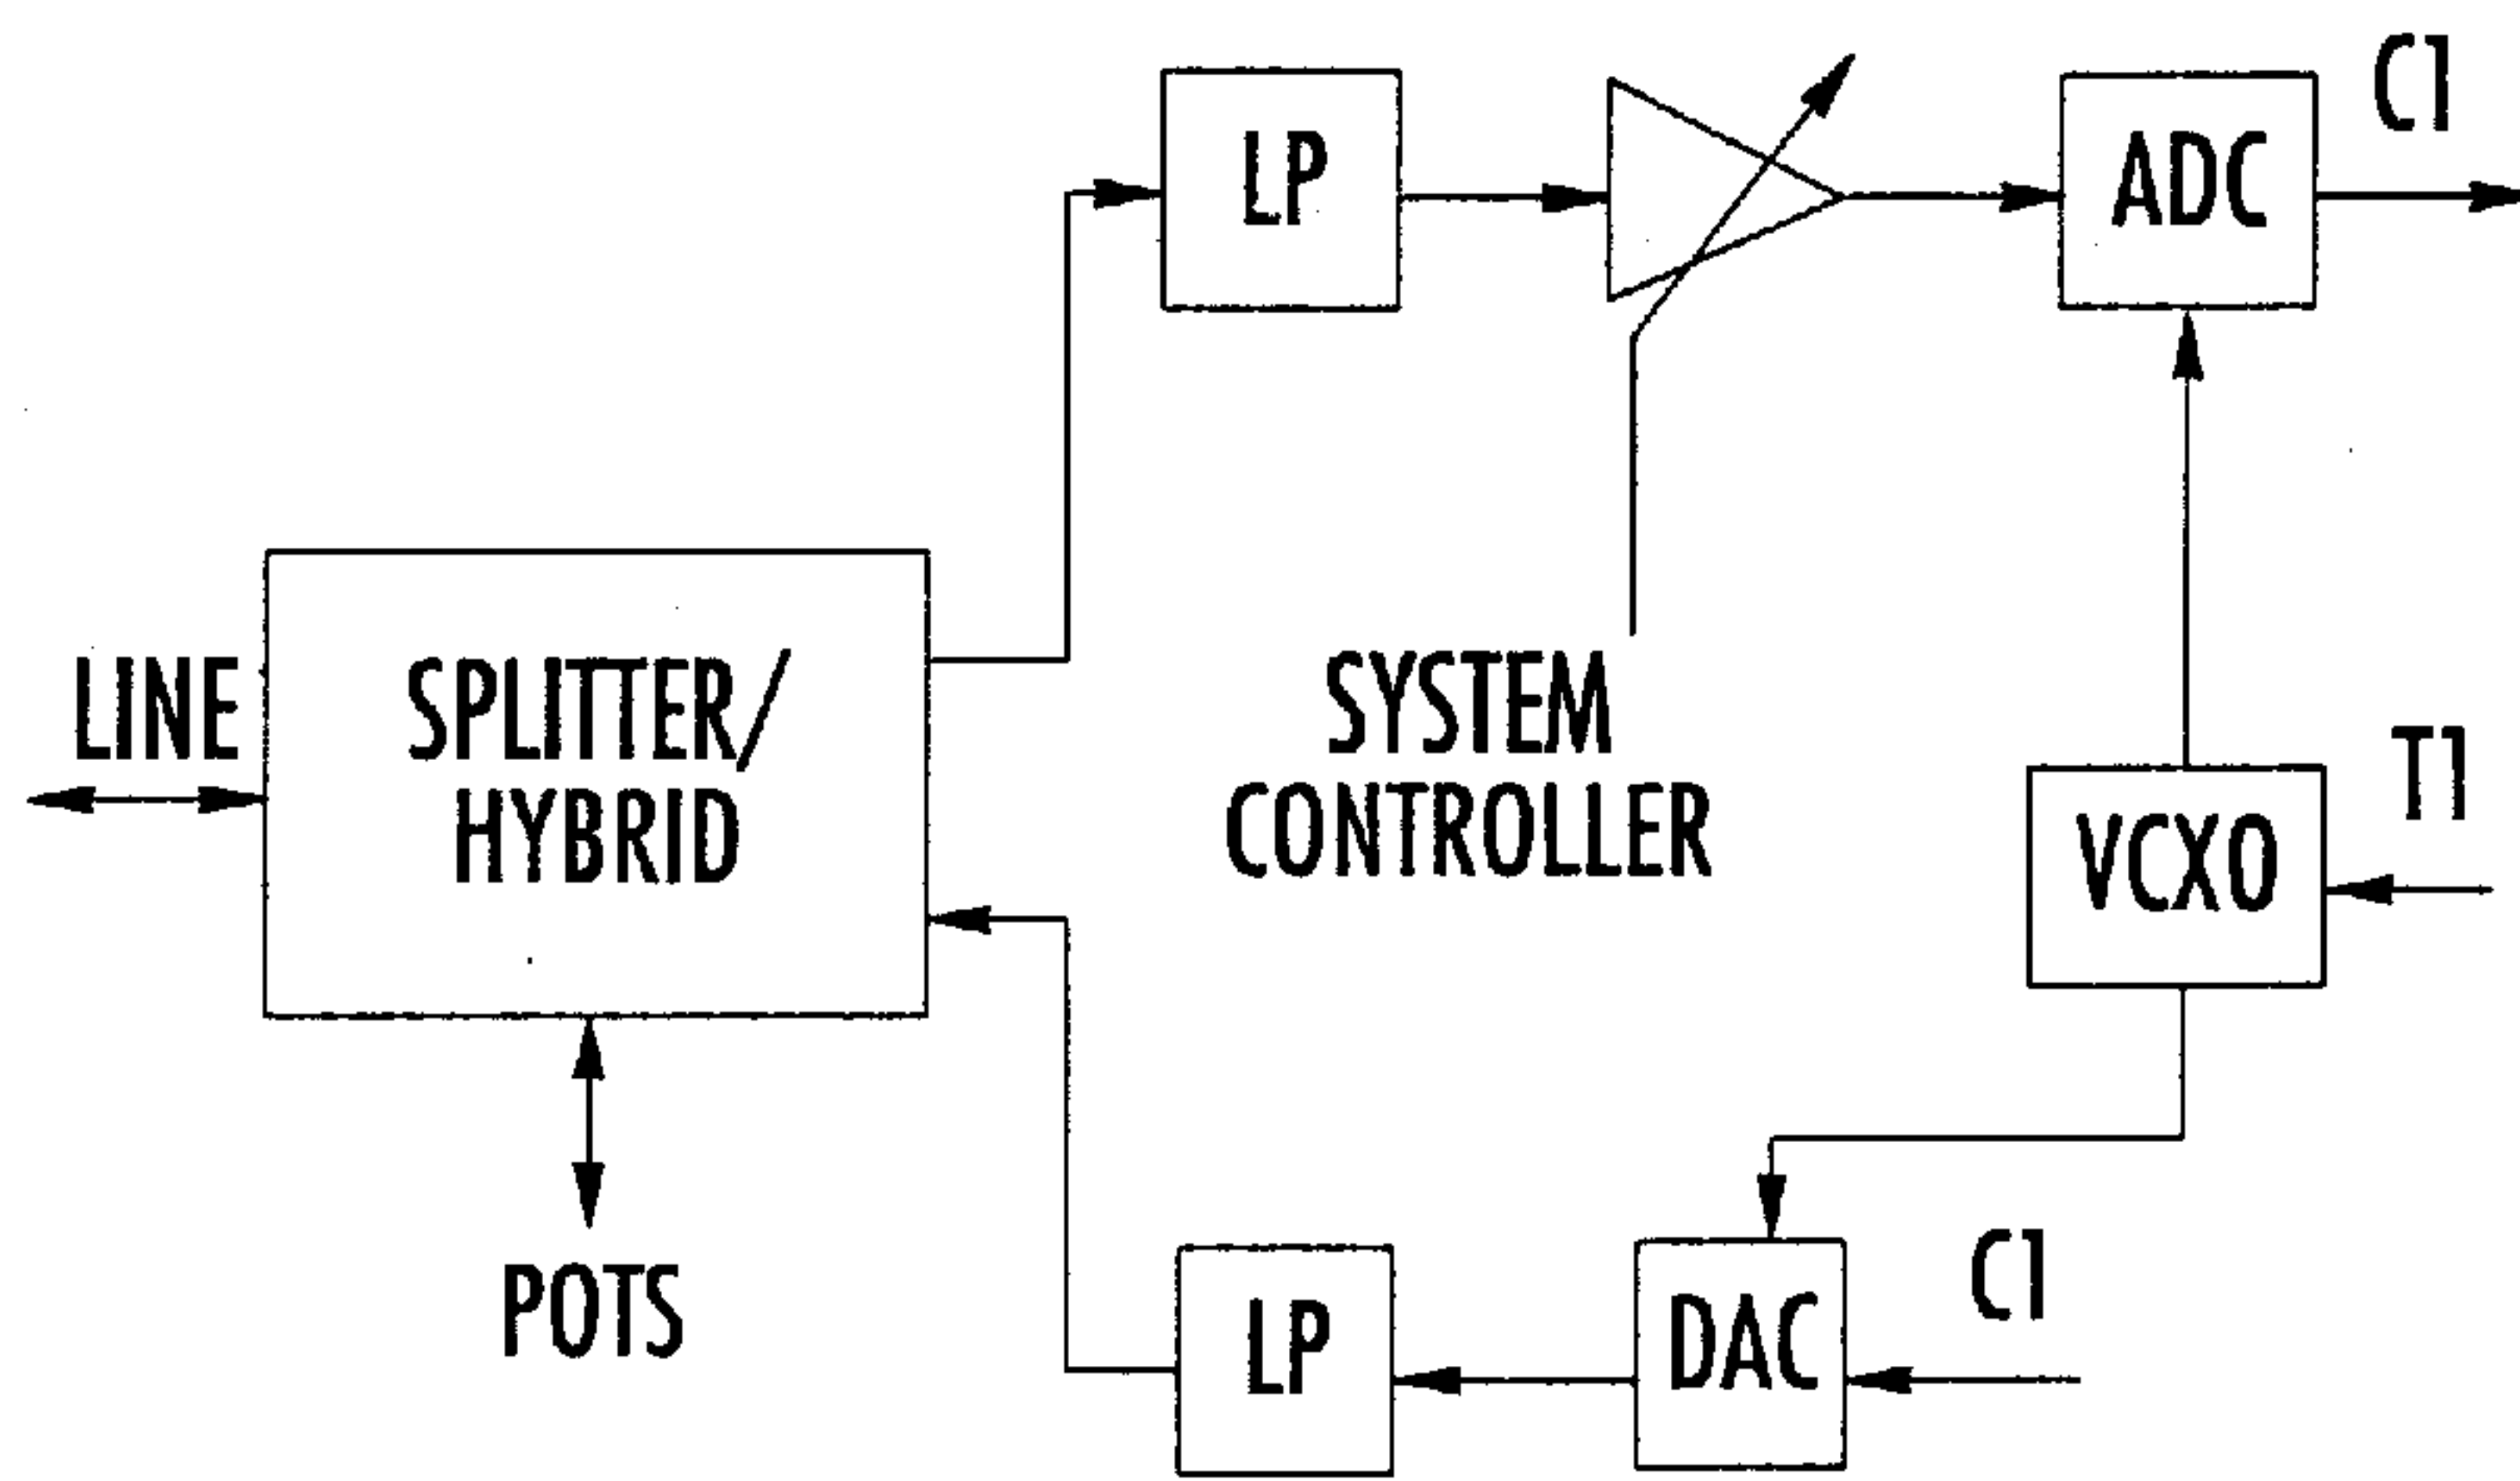 C1
LP
ADC
LINE
SPLITTER/
HYBRID
SYSTEM
CONTROLLER
T1
VCXO
POTS
LP
DAC
C1